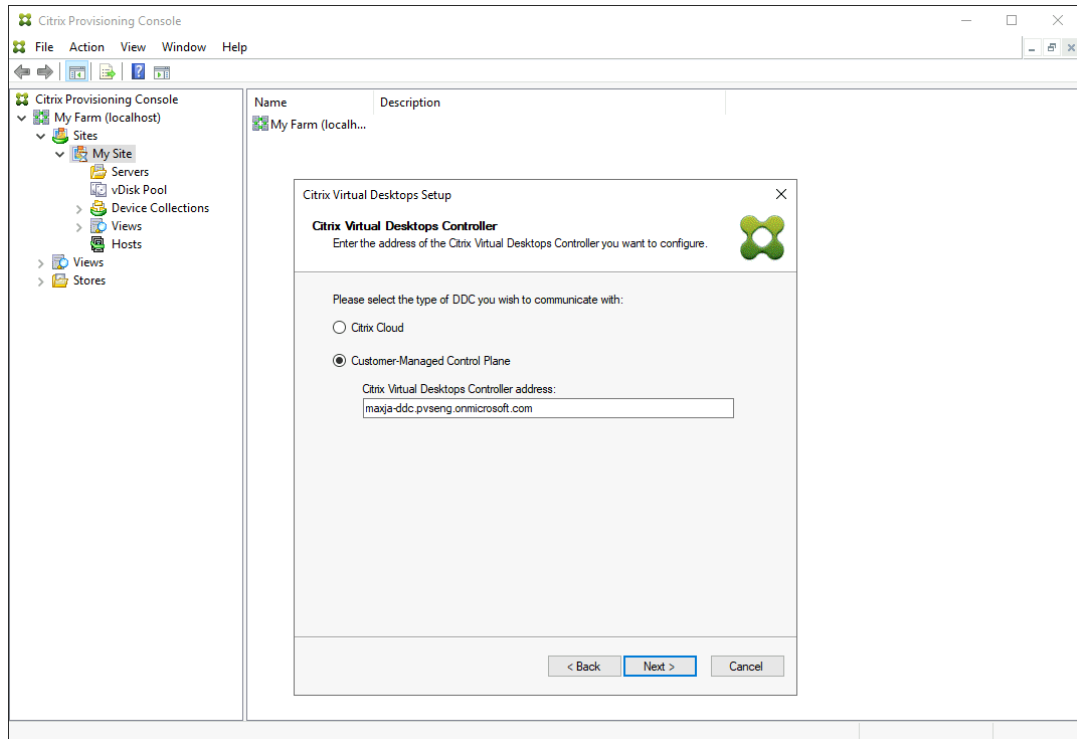 Citrix Provisioning Console
File Action View Window Help
Citrix Provisioning Console
My Farm (localhost)
Sites
My Site
Servers
vDisk Pool
Device Collections
Views
Hosts
Views
Stores
Name Description
My Farm (localh...
Citrix Virtual Desktops Setup
Citrix Virtual Desktops Controller
Enter the address of the Citrix Virtual Desktops Controller you want to configure.
Please select the type of DDC you wish to communicate with:
Citrix Cloud
Customer-Managed Control Plane
Citrix Virtual Desktops Controller address:
maxja-ddc.pvseng.onmicrosoft.com
< Back Next > Cancel